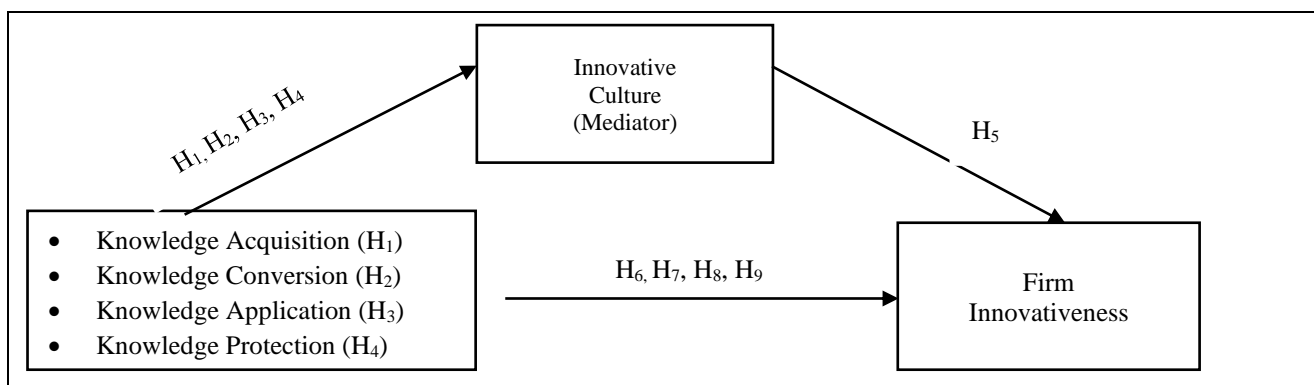 Innovative
Culture
(Mediator)
H₁, H₂, H₃, H₄
H₅
• Knowledge Acquisition (H₁)
• Knowledge Conversion (H₂)
• Knowledge Application (H₃)
• Knowledge Protection (H₄)
H₆, H₇, H₈, H₉
Firm
Innovativeness